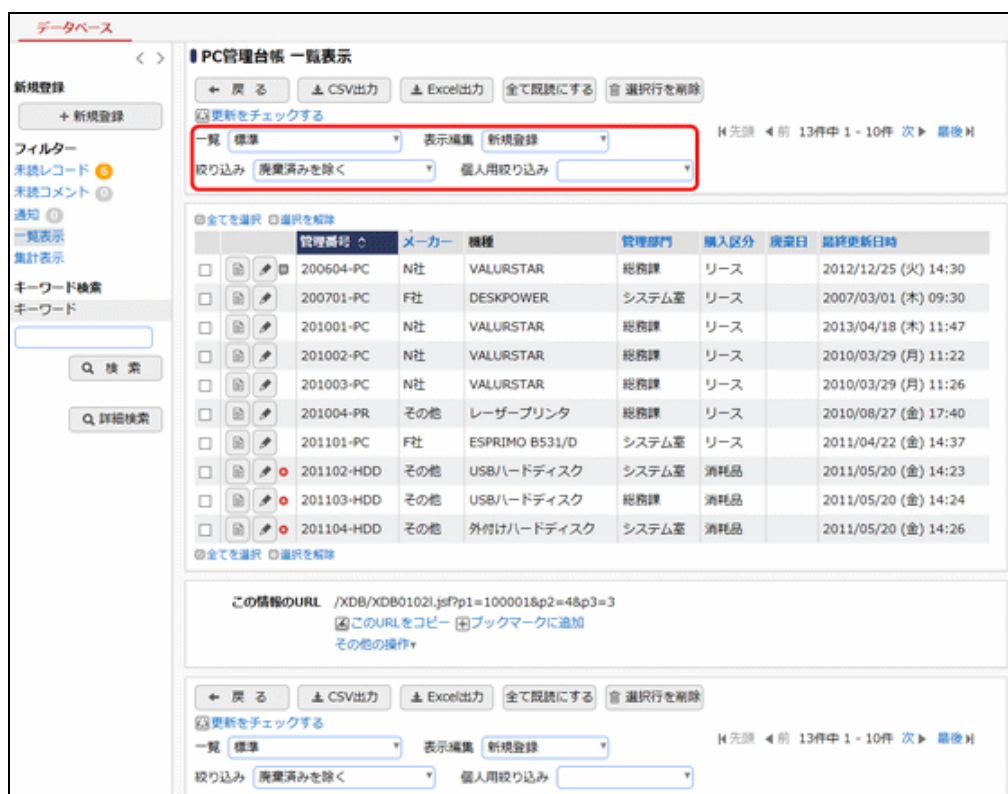 データベース
新規登録
+ 新規登録
フィルター
未読レコード 6
未読コメント 0
通知 0
一覧表示
集計表示
キーワード検索
キーワード
検 索
詳細検索
PC管理台帳 一覧表示
戻 る CSV出力 Excel出力 全て既読にする 選択行を削除
更新をチェックする
一覧 標準 表示編集 新規登録 先頭 前 13件中 1 - 10件 次 最後
絞り込み 廃棄済みを除く 個人用絞り込み
全てを選択 選択を解除
管理番号 メーカー 機種 管理部門 購入区分 廃棄日 最終更新日時
200604-PC N社 VALURSTAR 総務課 リース 2012/12/25 (火) 14:30
200701-PC F社 DESKPOWER システム室 リース 2007/03/01 (木) 09:30
201001-PC N社 VALURSTAR 総務課 リース 2013/04/18 (木) 11:47
201002-PC N社 VALURSTAR 総務課 リース 2010/03/29 (月) 11:22
201003-PC N社 VALURSTAR 総務課 リース 2010/03/29 (月) 11:26
201004-PR その他 レーザープリンタ 総務課 リース 2010/08/27 (金) 17:40
201101-PC F社 ESPRIMO B531/D システム室 リース 2011/04/22 (金) 14:37
201102-HDD その他 USBハードディスク システム室 消耗品 2011/05/20 (金) 14:23
201103-HDD その他 USBハードディスク 総務課 消耗品 2011/05/20 (金) 14:24
201104-HDD その他 外付けハードディスク システム室 消耗品 2011/05/20 (金) 14:26
全てを選択 選択を解除
この情報のURL /XDB/XDB0102l.jsf?p1=100001&p2=4&p3=3
このURLをコピー ブックマークに追加
その他の操作
戻 る CSV出力 Excel出力 全て既読にする 選択行を削除
更新をチェックする
一覧 標準 表示編集 新規登録 先頭 前 13件中 1 - 10件 次 最後
絞り込み 廃棄済みを除く 個人用絞り込み